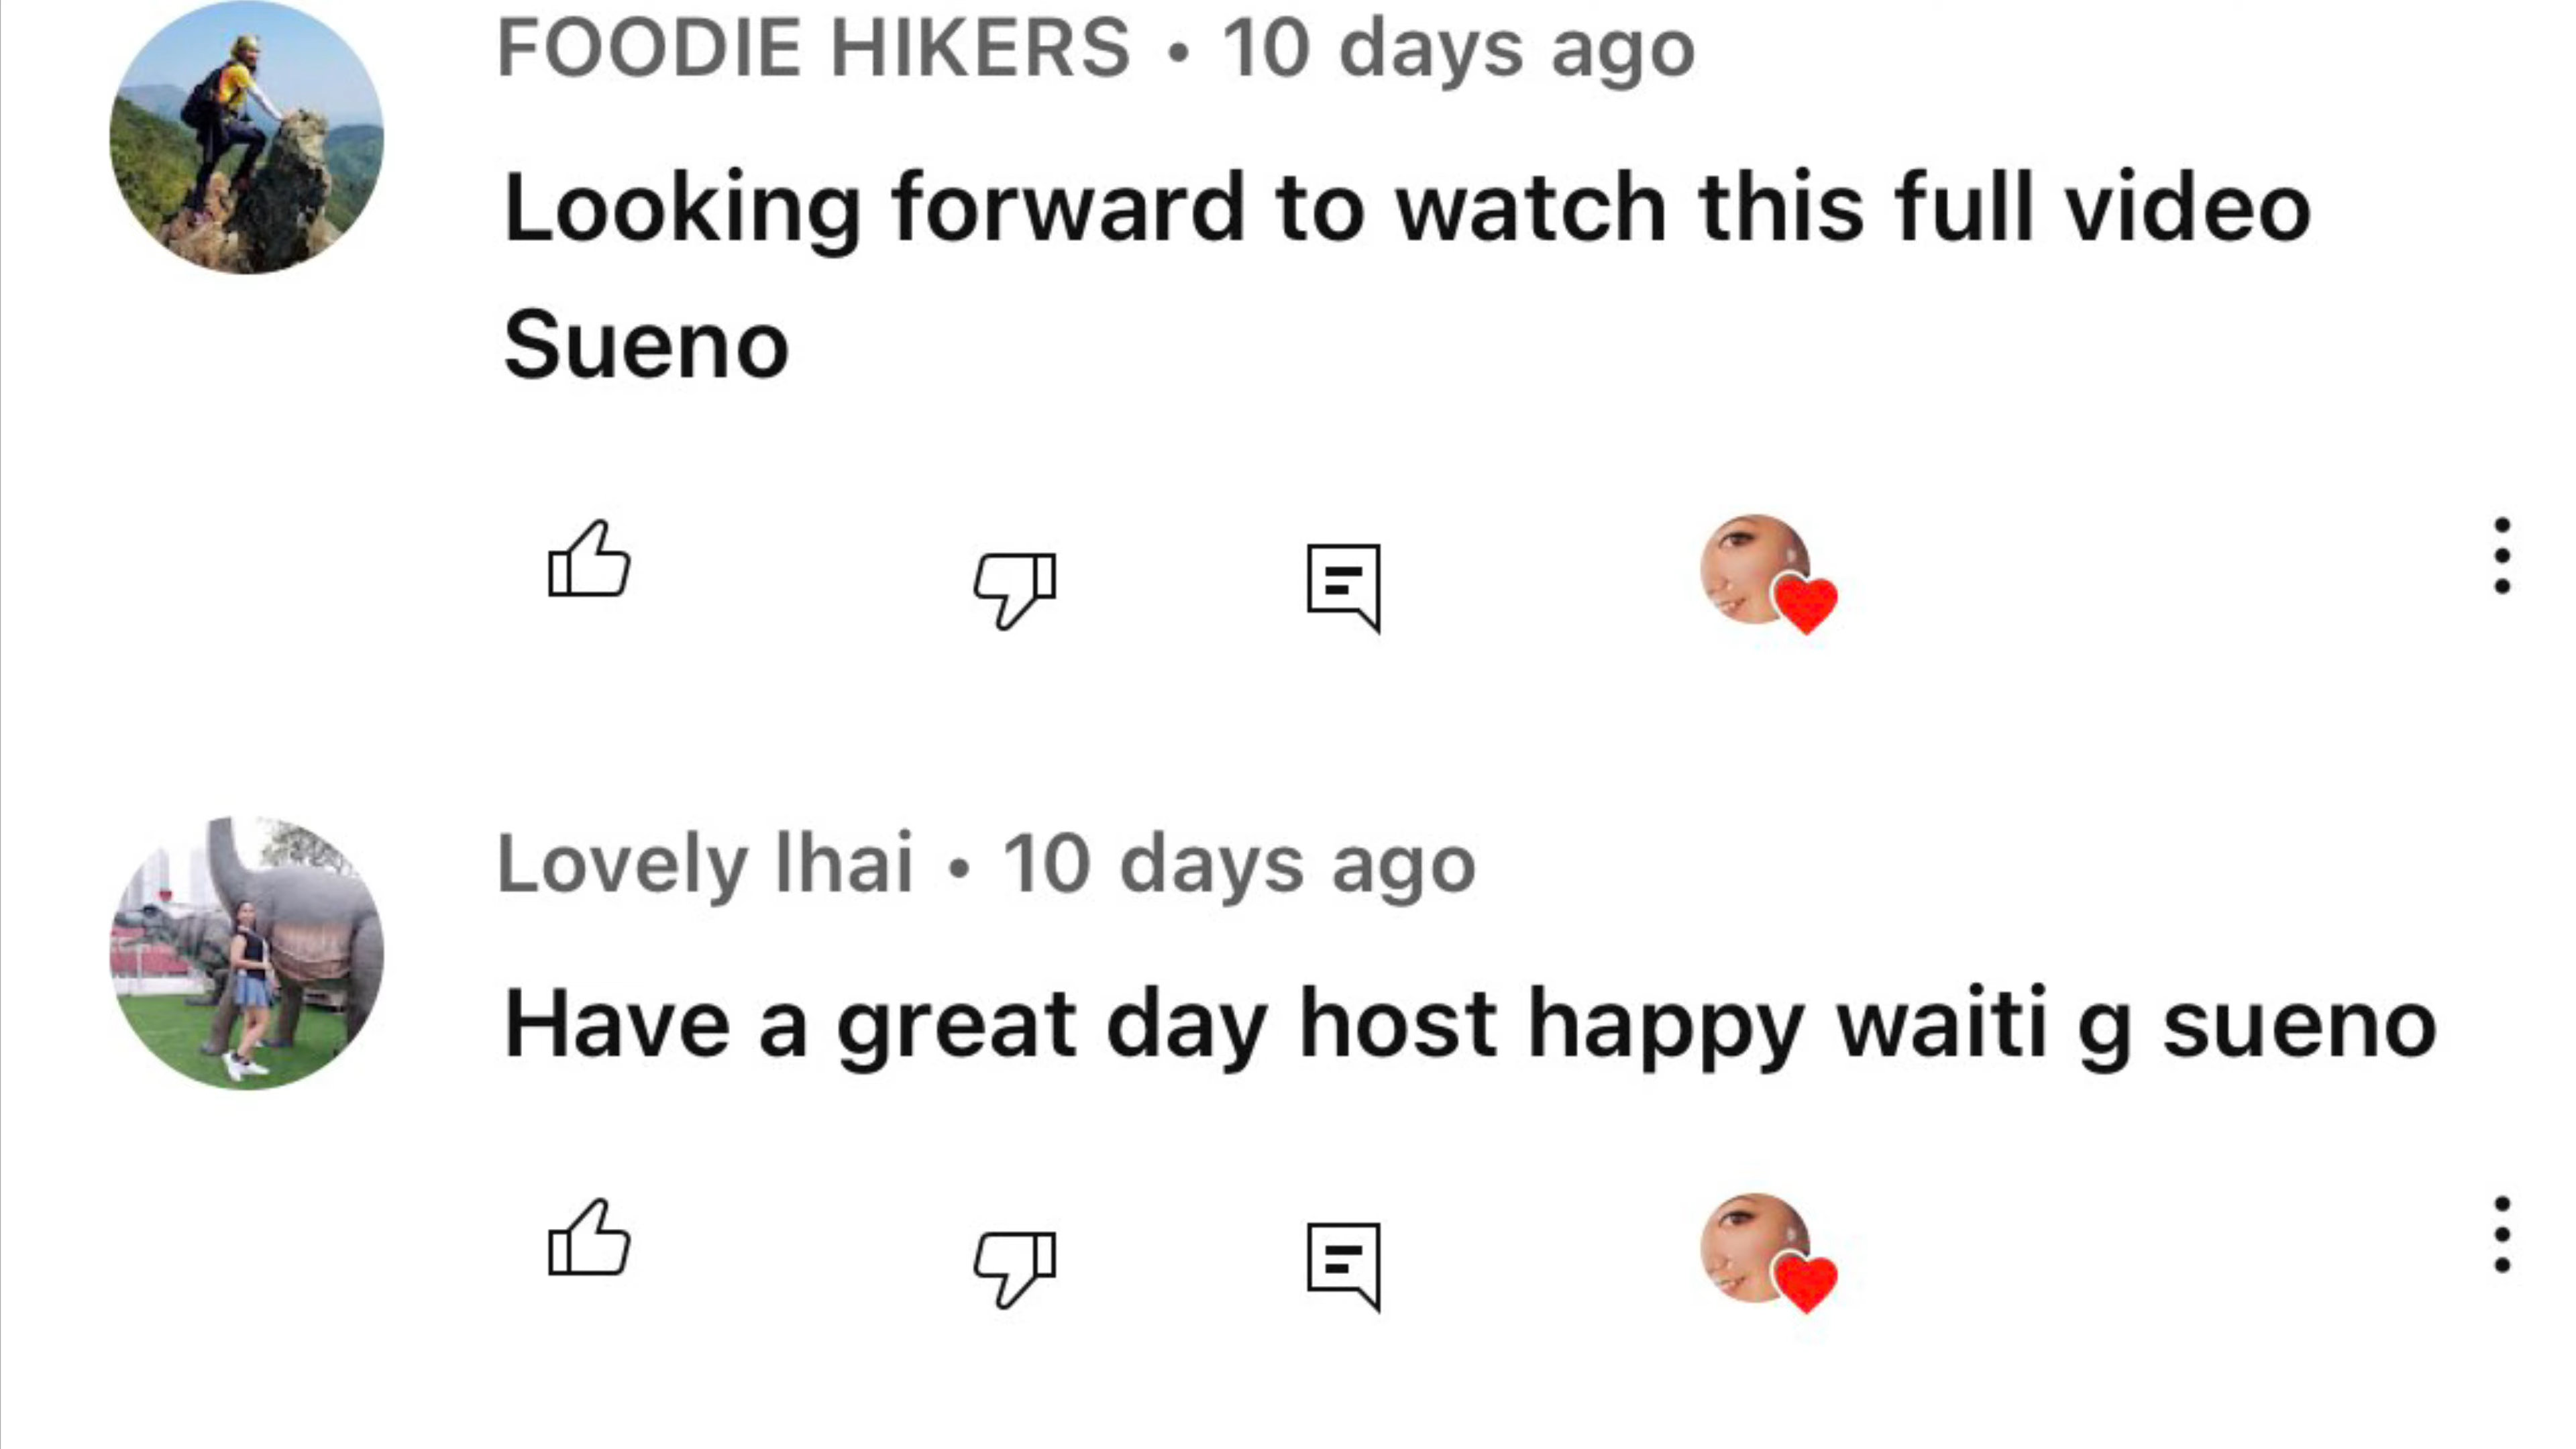 FOODIE HIKERS • 10 days ago
Looking forward to watch this full video
Sueno
Lovely Ihai • 10 days ago
Have a great day host happy waiti g sueno